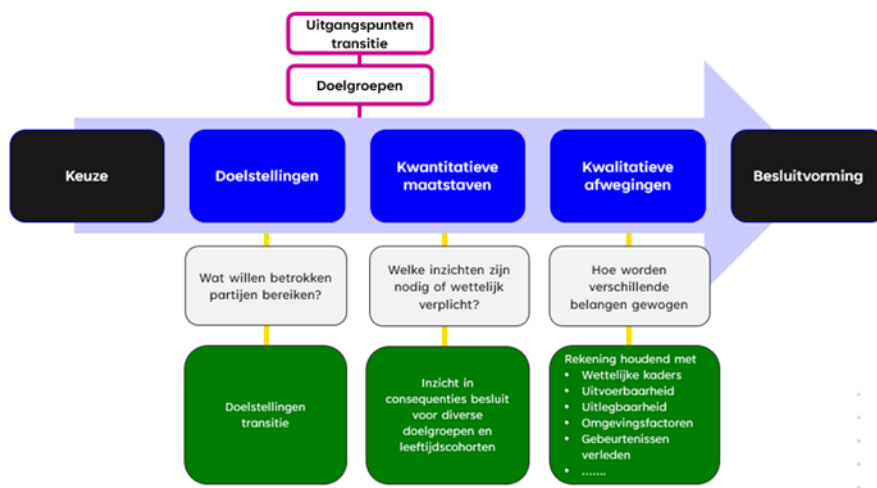 Uitgangspunten
transitie
Doelgroepen
Keuze
Doelstellingen
Kwantitatieve
maatstaven
Kwalitatieve
afwegingen
Besluitvorming
Wat willen betrokken
partijen bereiken?
Welke inzichten zijn
nodig of wettelijk
verplicht?
Hoe worden
verschillende
belangen gewogen
Doelstellingen
transitie
Inzicht in
consequenties besluit
voor diverse
doelgroepen en
leeftijdscohorten
Rekening houdend met
• Wettelijke kaders
• Uitvoerbaarheid
• Uitlegbaarheid
• Omgevingsfactoren
• Gebeurtenissen
verleden
• .......